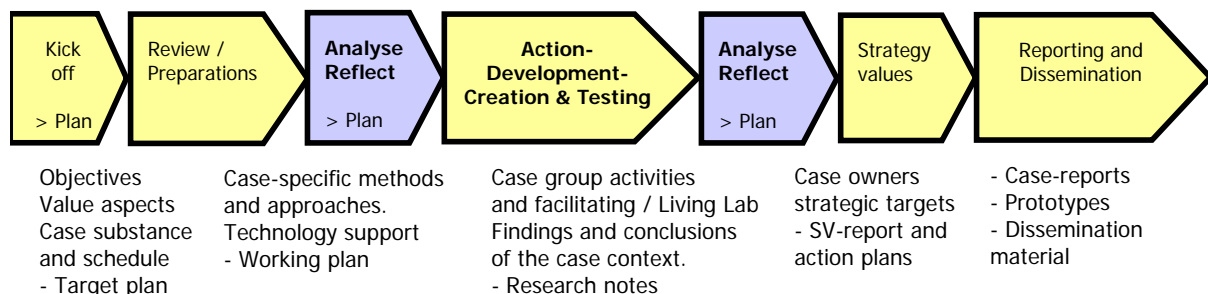 Kick
off
> Plan
Review /
Preparations
Analyse
Reflect
> Plan
Action-
Development-
Creation & Testing
Analyse
Reflect
> Plan
Strategy
values
Reporting and
Dissemination
Objectives
Value aspects
Case substance
and schedule
- Target plan
Case-specific methods
and approaches.
Technology support
- Working plan
Case group activities
and facilitating / Living Lab
Findings and conclusions
of the case context.
- Research notes
Case owners
strategic targets
- SV-report and
action plans
- Case-reports
- Prototypes
- Dissemination
material